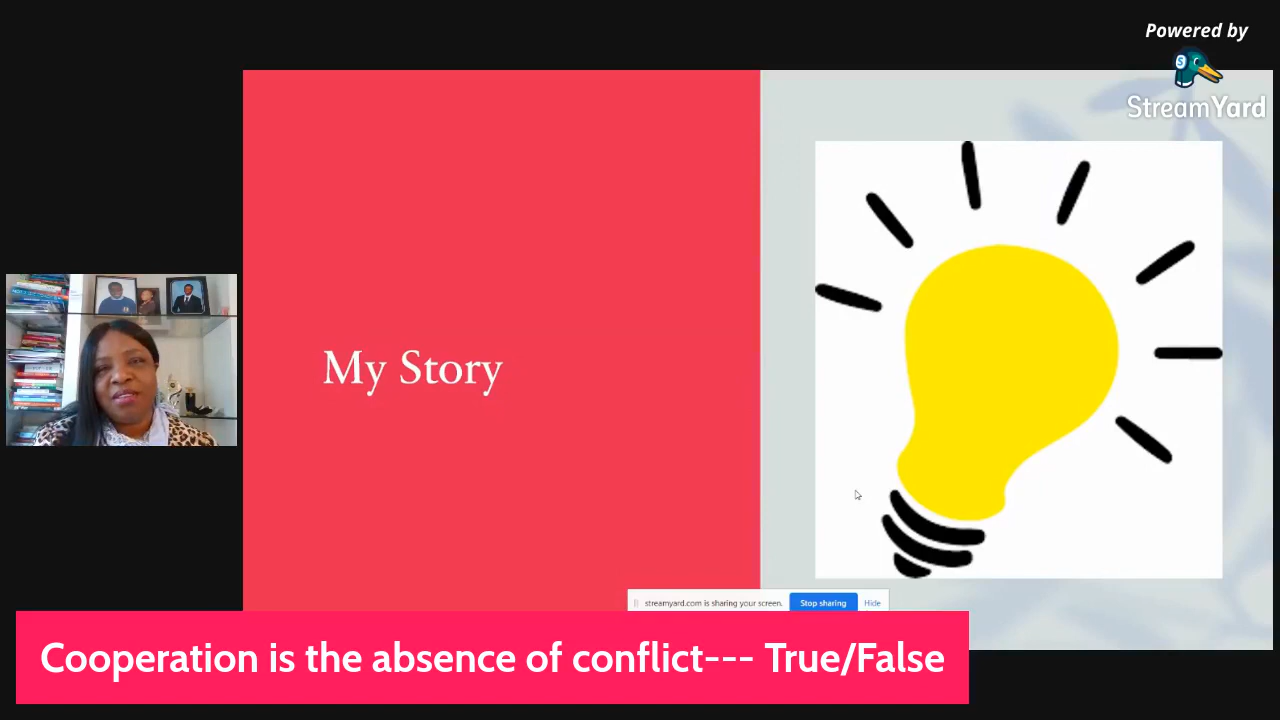 Powered by
StreamYard
My Story
streamyard.com is sharing your screen. Stop sharing Hide
Cooperation is the absence of conflict--- True/False